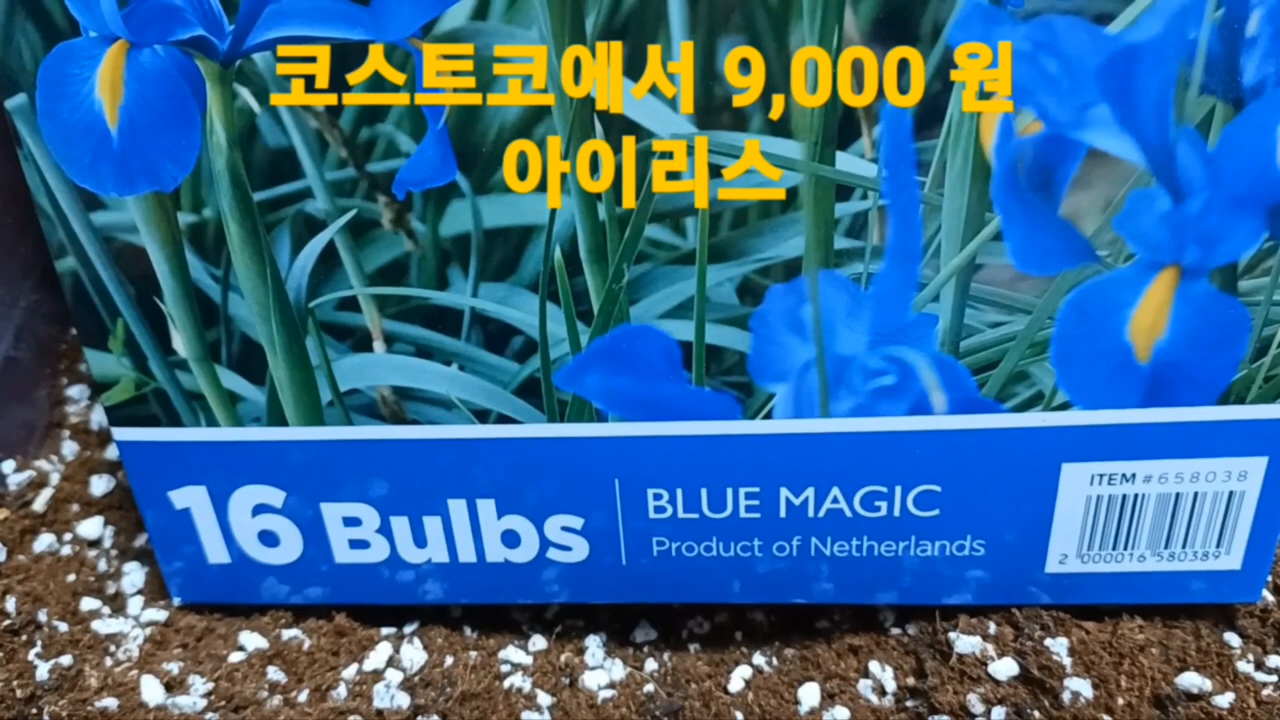 코스트코에서 9,000 원
아이리스
16 Bulbs
BLUE MAGIC
Product of Netherlands
ITEM #658038
2 000016 580389